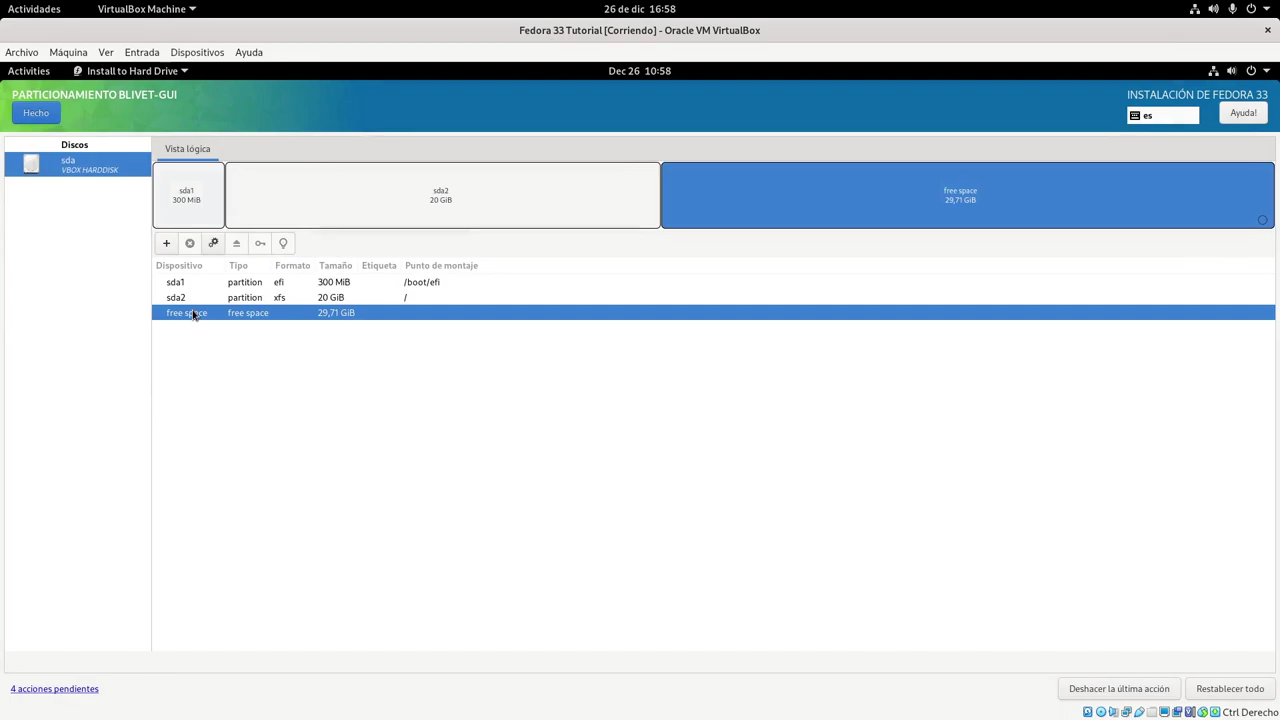 Actividades VirtualBox Machine 26 de dic 16:58
Fedora 33 Tutorial [Corriendo] - Oracle VM VirtualBox
Archivo Máquina Ver Entrada Dispositivos Ayuda
Activities Install to Hard Drive Dec 26 10:58
PARTICIONAMIENTO BLIVET-GUI INSTALACIÓN DE FEDORA 33
Hecho es Ayuda!
Discos
sda
VBOX HARDDISK
Vista lógica
sda1
300 MiB
sda2
20 GiB
free space
29,71 GiB
Dispositivo Tipo Formato Tamaño Etiqueta Punto de montaje
sda1 partition efi 300 MiB /boot/efi
sda2 partition xfs 20 GiB /
free space free space 29,71 GiB
4 acciones pendientes Deshacer la última acción Restablecer todo
Ctrl Derecho